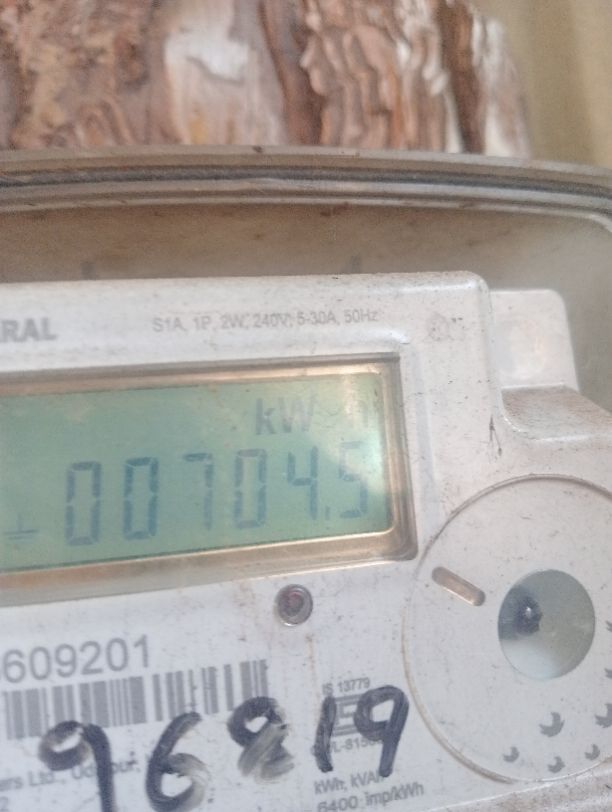 RAL
S1A, 1P, 2W, 240V, 5-30A, 50Hz
kW h
00704.5
609201
IS 13779
96819
kWh, kVAh
6400 imp/kWh